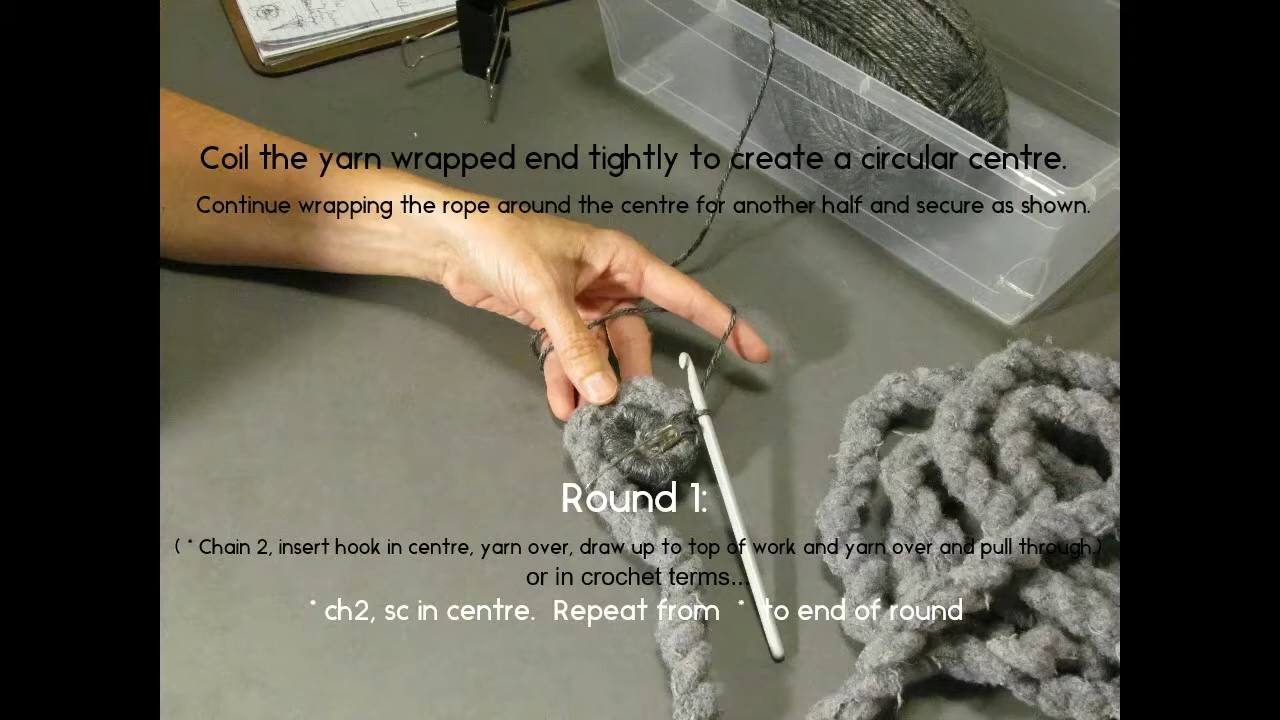 Coil the yarn wrapped end tightly to create a circular centre.
Continue wrapping the rope around the centre for another half and secure as shown.
Round 1:
( * Chain 2, insert hook in centre, yarn over, draw up to top of work and yarn over and pull through.)
or in crochet terms...
* ch2, sc in centre. Repeat from * to end of round